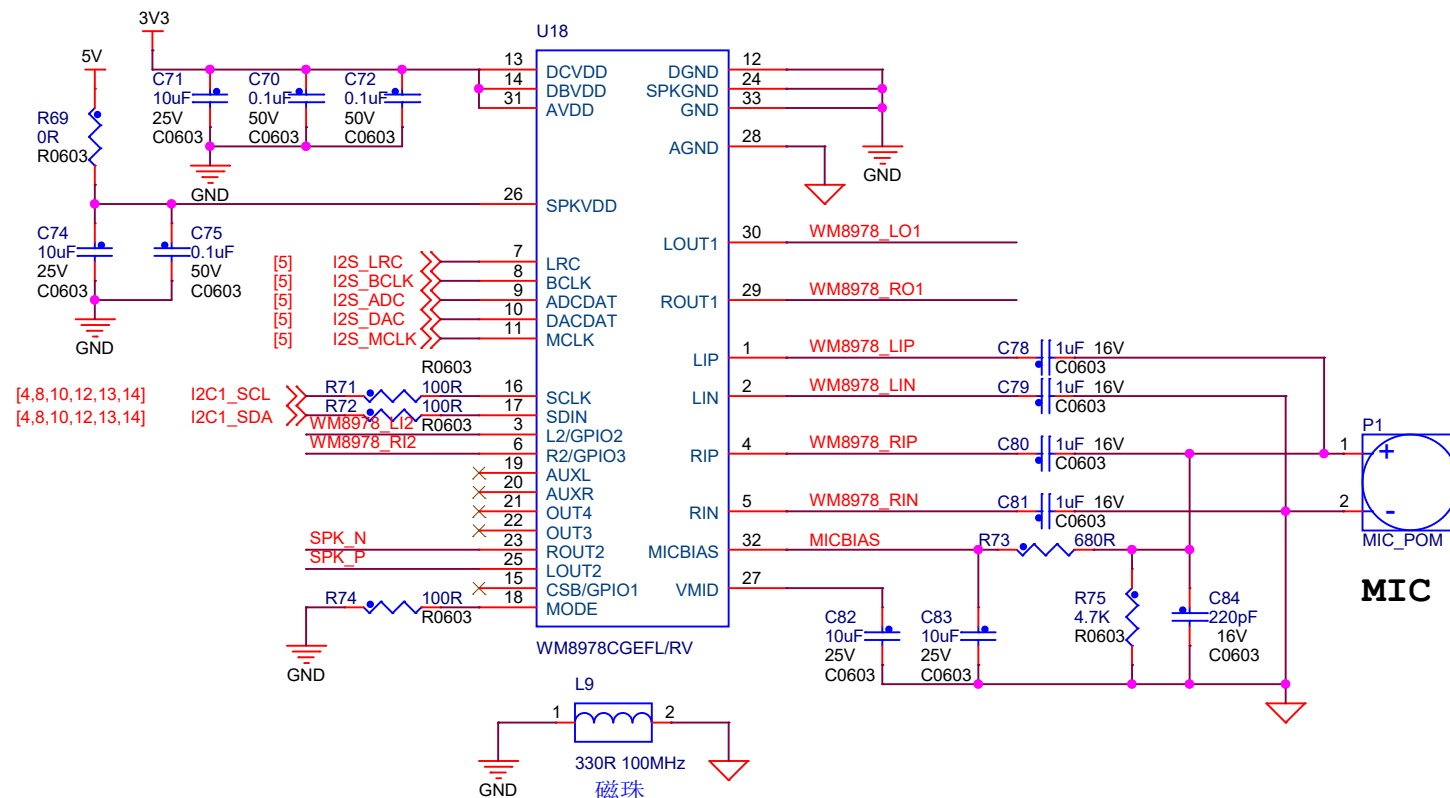 3V3
U18
5V
C71
10uF
25V
C0603
C70
0.1uF
50V
C0603
C72
0.1uF
50V
C0603
R69
0R
R0603
GND
13 DCVDD
14 DBVDD
31 AVDD
DGND 12
SPKGND 24
GND 33
AGND 28
GND
26 SPKVDD
C74
10uF
25V
C0603
C75
0.1uF
50V
C0603
GND
LOUT1 30 WM8978_LO1
ROUT1 29 WM8978_RO1
[5] I2S_LRC 7 LRC
[5] I2S_BCLK 8 BCLK
[5] I2S_ADC 9 ADCDAT
[5] I2S_DAC 10 DACDAT
[5] I2S_MCLK 11 MCLK
LIP 1 WM8978_LIP C78 1uF 16V
C0603
LIN 2 WM8978_LIN C79 1uF 16V
C0603
RIP 4 WM8978_RIP C80 1uF 16V
C0603
RIN 5 WM8978_RIN C81 1uF 16V
C0603
P1
1 +
2 -
MIC_POM
MIC
R0603
[4,8,10,12,13,14] I2C1_SCL R71 100R 16 SCLK
[4,8,10,12,13,14] I2C1_SDA R72 100R 17 SDIN
R0603
WM8978_LI2 3 L2/GPIO2
WM8978_RI2 6 R2/GPIO3
19 AUXL
20 AUXR
21 OUT4
22 OUT3
SPK_N 23 ROUT2
SPK_P 25 LOUT2
15 CSB/GPIO1
R74 100R 18 MODE
R0603
GND
MICBIAS 32 MICBIAS R73 680R
VMID 27
C82
10uF
25V
C0603
C83
10uF
25V
C0603
R75
4.7K
R0603
C84
220pF
16V
C0603
WM8978CGEFL/RV
L9
1 2
330R 100MHz
GND
磁珠